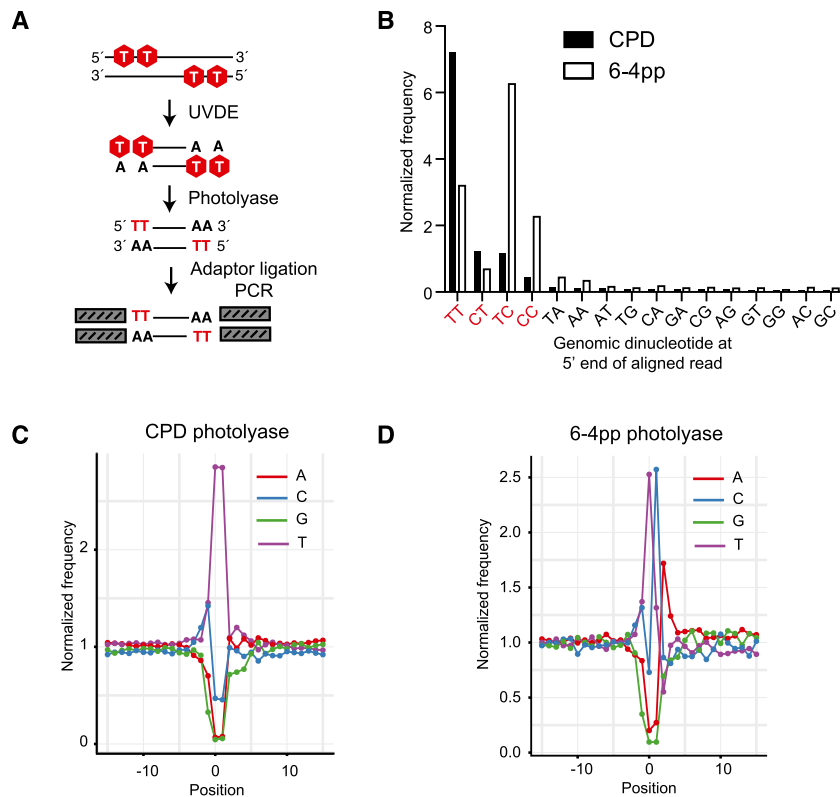 A
5´ T T 3´
3´ T T 5´
UVDE
T T A A
A A T T
Photolyase
5´ TT AA 3´
3´ AA TT 5´
Adaptor ligation
PCR
TT AA
AA TT
B
8
6
4
2
0
Normalized frequency
CPD
6-4pp
TT CT TC CC TA AA AT TG CA GA CG AG GT GG AC GC
Genomic dinucleotide at
5’ end of aligned read
C
CPD photolyase
A
C
G
T
2
1
0
Normalized frequency
-10 0 10
Position
D
6-4pp photolyase
A
C
G
T
2.5
2.0
1.5
1.0
0.5
0.0
Normalized frequency
-10 0 10
Position